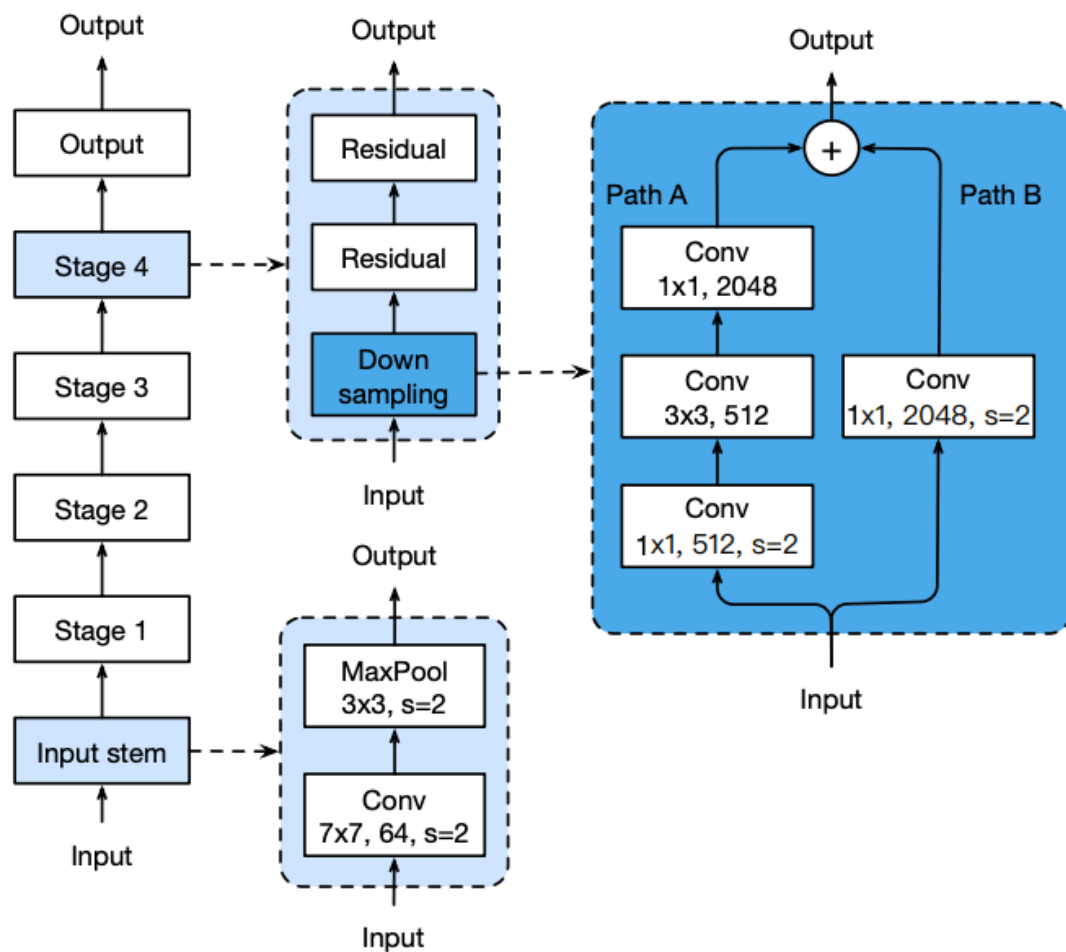 Output
Output
Stage 4
Stage 3
Stage 2
Stage 1
Input stem
Input
Output
Residual
Residual
Down
sampling
Input
Output
MaxPool
3x3, s=2
Conv
7x7, 64, s=2
Input
Output
+
Path A
Path B
Conv
1x1, 2048
Conv
3x3, 512
Conv
1x1, 2048, s=2
Conv
1x1, 512, s=2
Input